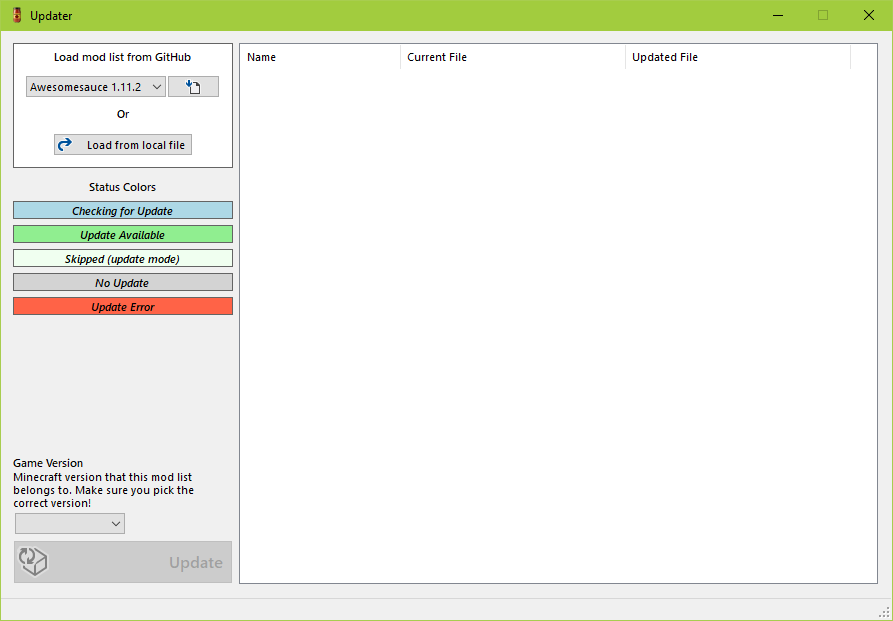 Updater
Load mod list from GitHub
Awesomesauce 1.11.2
Or
Load from local file
Status Colors
Checking for Update
Update Available
Skipped (update mode)
No Update
Update Error
Game Version
Minecraft version that this mod list
belongs to. Make sure you pick the
correct version!
Update
Name Current File Updated File